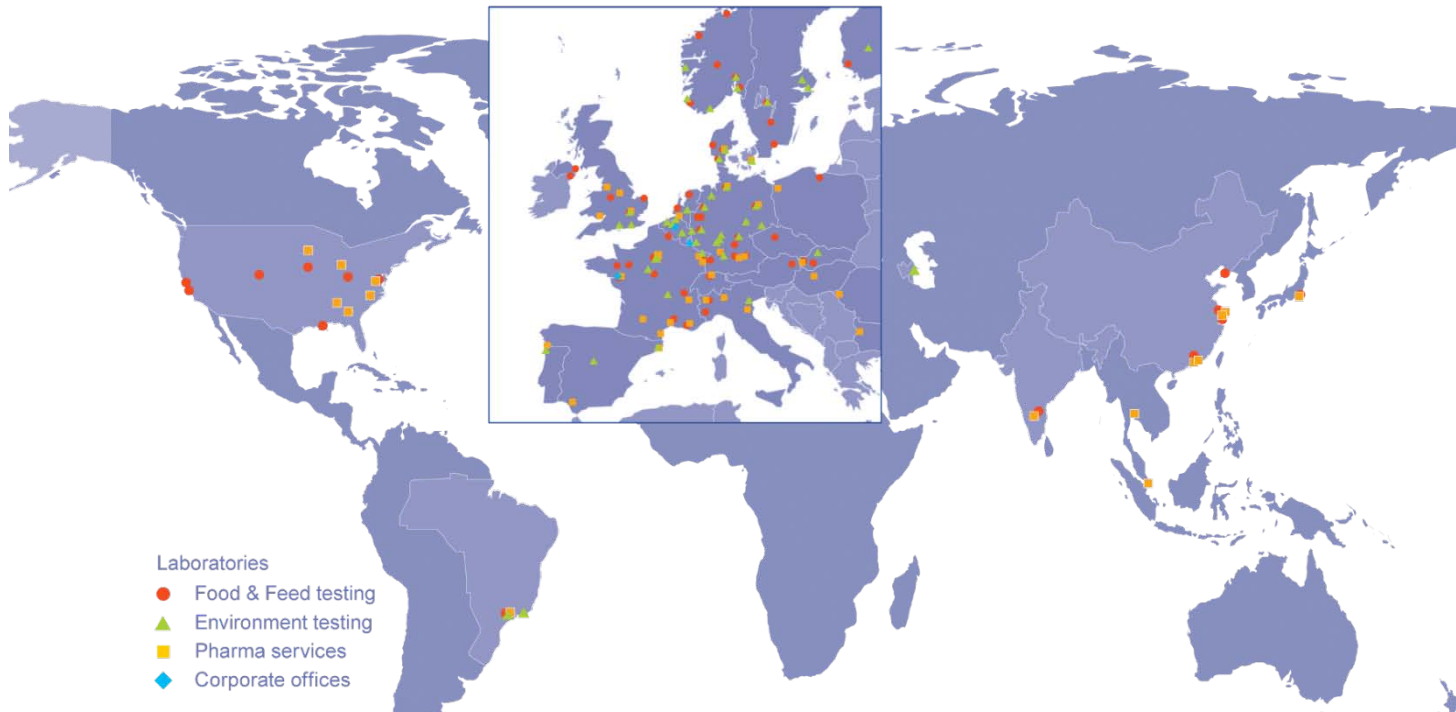 Laboratories
Food & Feed testing
Environment testing
Pharma services
Corporate offices